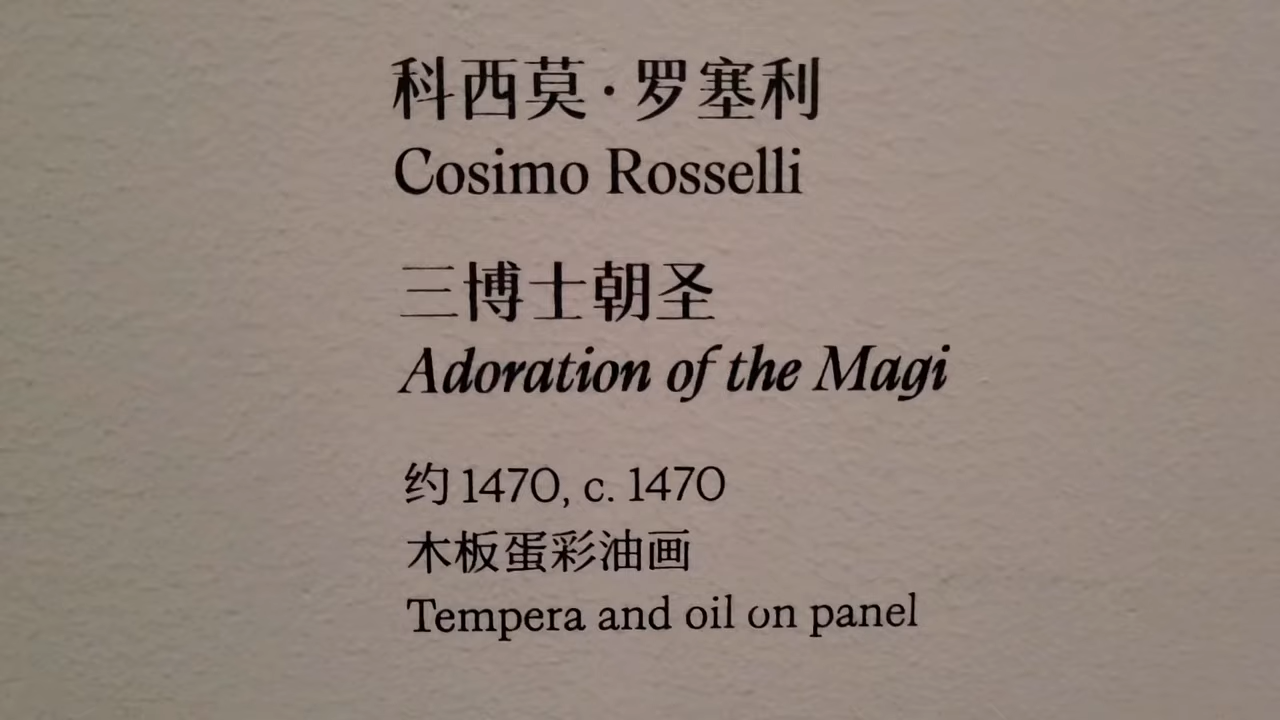 科西莫·罗塞利
Cosimo Rosselli
三博士朝圣
Adoration of the Magi
约 1470, c. 1470
木板蛋彩油画
Tempera and oil on panel